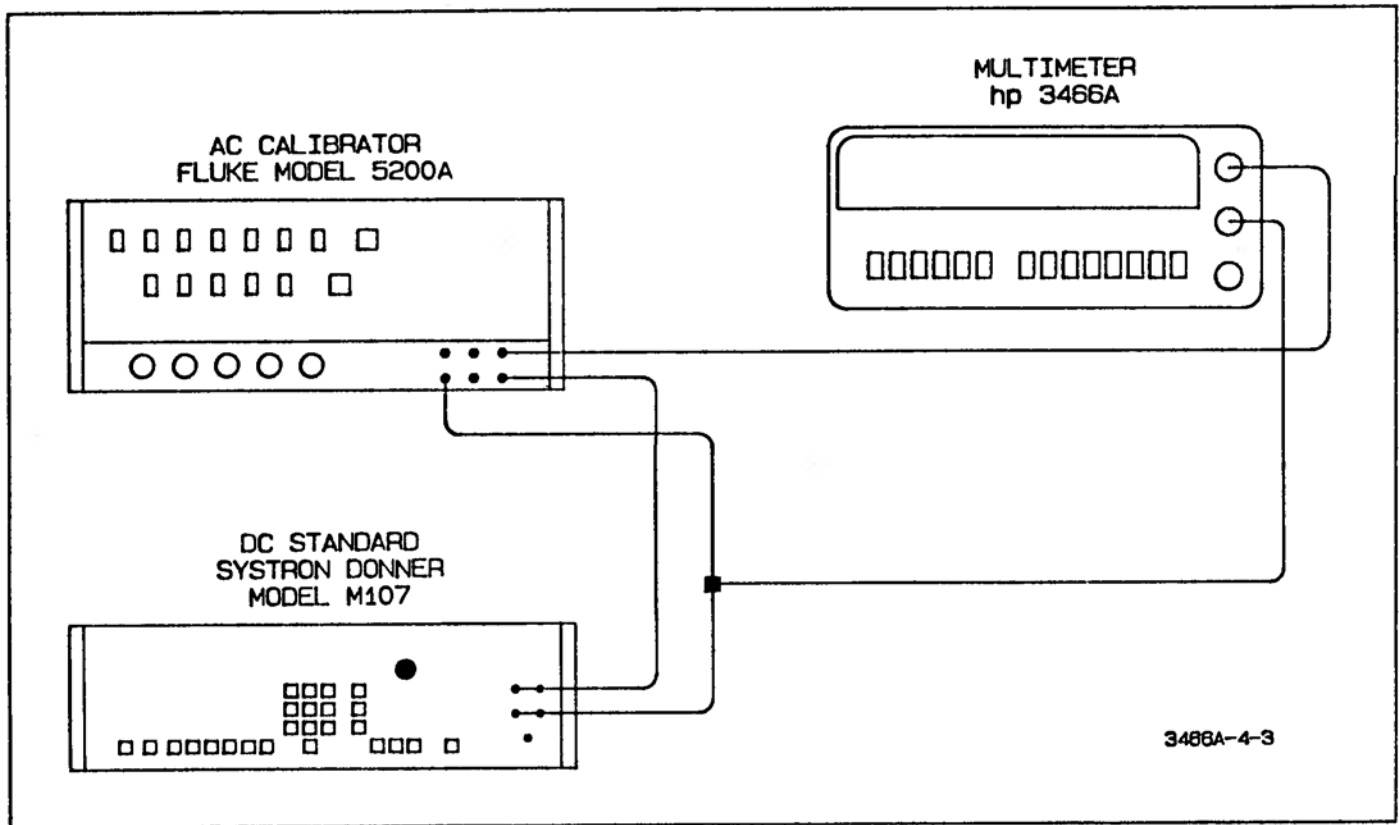 MULTIMETER
hp 3466A
AC CALIBRATOR
FLUKE MODEL 5200A
DC STANDARD
SYSTRON DONNER
MODEL M107
3466A-4-3